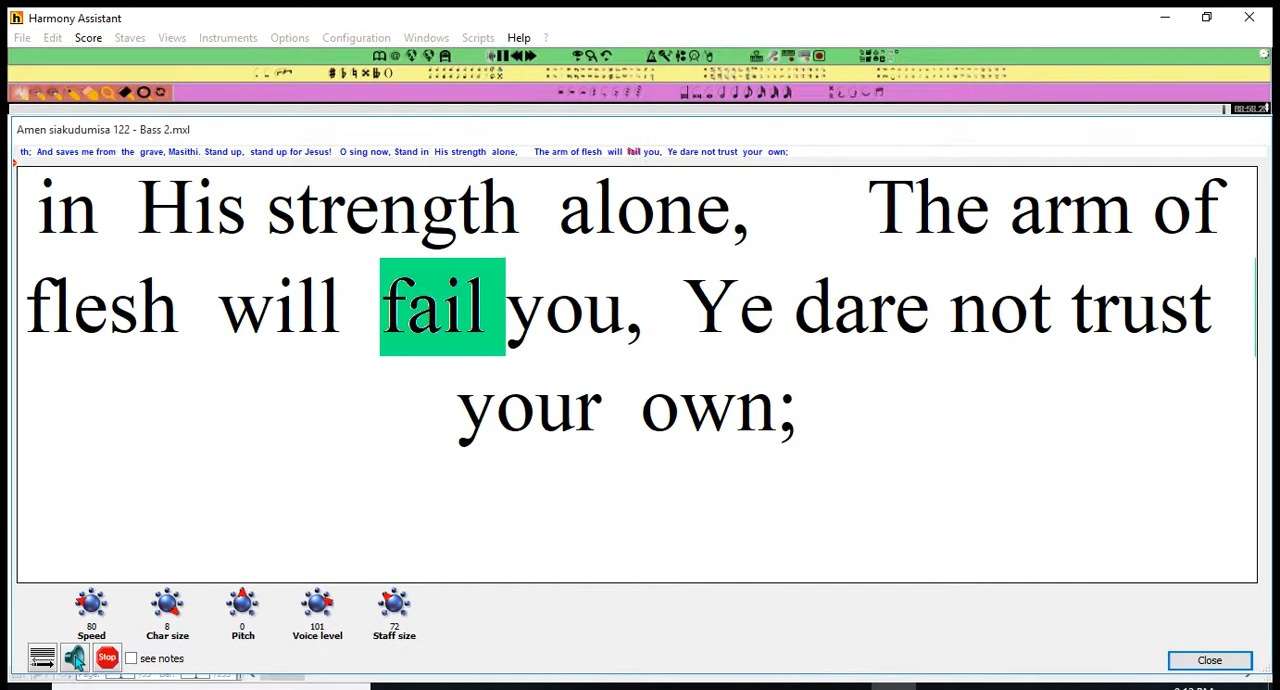 Harmony Assistant
File Edit Score Staves Views Instruments Options Configuration Windows Scripts Help ?
Amen siakudumisa 122 - Bass 2.mxl
th; And saves me from the grave, Masithi. Stand up, stand up for Jesus! O sing now, Stand in His strength alone, The arm of flesh will fail you, Ye dare not trust your own;
in His strength alone, The arm of
flesh will fail you, Ye dare not trust
your own;
80 8 0 101 72
Speed Char size Pitch Voice level Staff size
Stop see notes Close